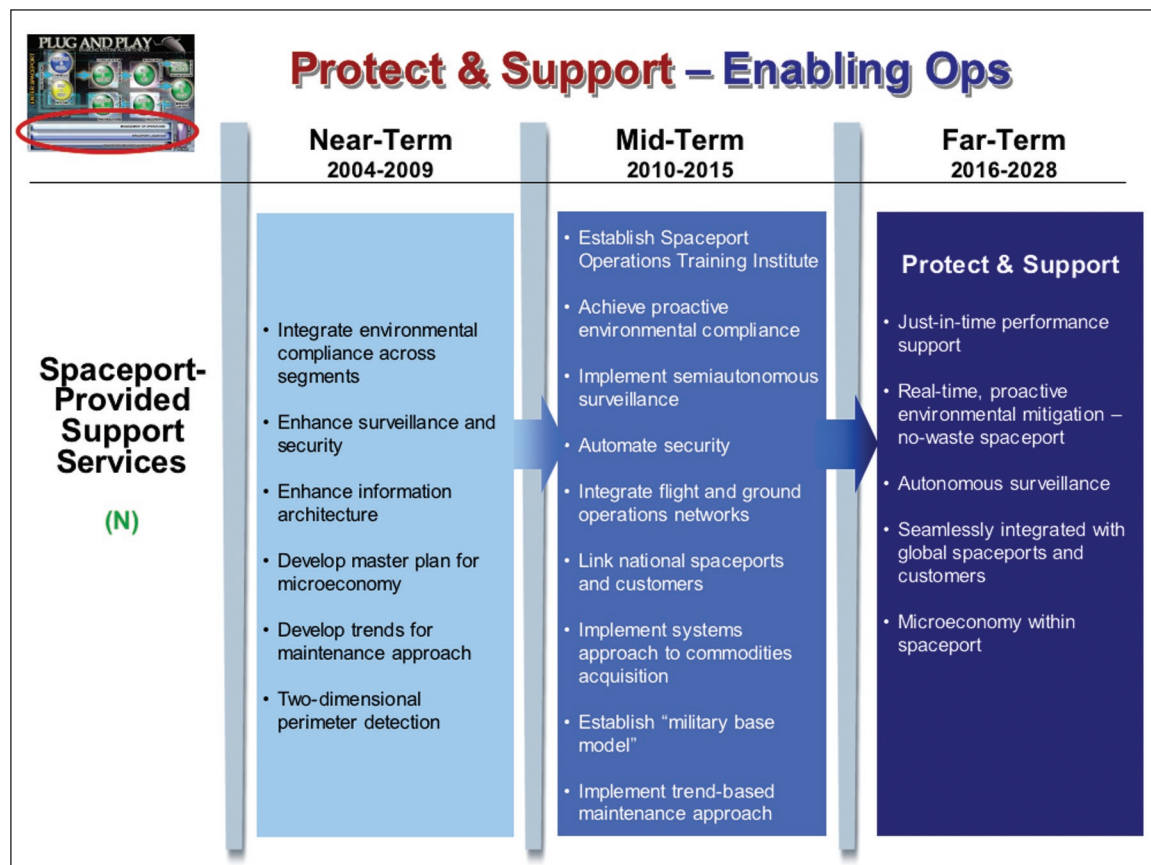 PLUG AND PLAY
Protect & Support – Enabling Ops
Near-Term
2004-2009
Mid-Term
2010-2015
Far-Term
2016-2028
Spaceport-
Provided
Support
Services
(N)
• Integrate environmental
compliance across
segments
• Enhance surveillance and
security
• Enhance information
architecture
• Develop master plan for
microeconomy
• Develop trends for
maintenance approach
• Two-dimensional
perimeter detection
• Establish Spaceport
Operations Training Institute
• Achieve proactive
environmental compliance
• Implement semiautonomous
surveillance
• Automate security
• Integrate flight and ground
operations networks
• Link national spaceports
and customers
• Implement systems
approach to commodities
acquisition
• Establish “military base
model”
• Implement trend-based
maintenance approach
Protect & Support
• Just-in-time performance
support
• Real-time, proactive
environmental mitigation –
no-waste spaceport
• Autonomous surveillance
• Seamlessly integrated with
global spaceports and
customers
• Microeconomy within
spaceport